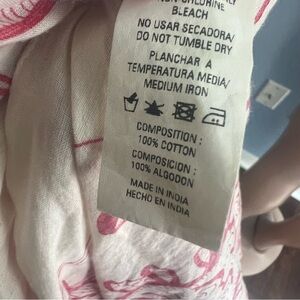 BLEACH
NO USAR SECADORA/
DO NOT TUMBLE DRY
PLANCHAR A
TEMPERATURA MEDIA/
MEDIUM IRON
COMPOSITION :
100% COTTON
COMPOSICION :
100% ALGODON
MADE IN INDIA
HECHO EN INDIA